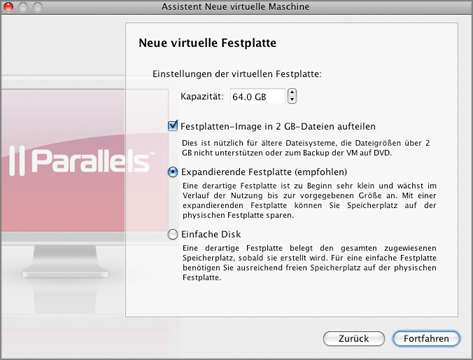 Assistent Neue virtuelle Maschine
Neue virtuelle Festplatte
Einstellungen der virtuellen Festplatte:
Kapazität: 64.0 GB
Festplatten-Image in 2 GB-Dateien aufteilen
Dies ist nützlich für ältere Dateisysteme, die Dateigrößen über 2
GB nicht unterstützen oder zum Backup der VM auf DVD.
Expandierende Festplatte (empfohlen)
Eine derartige Festplatte ist zu Beginn sehr klein und wächst im
Verlauf der Nutzung bis zur vorgegebenen Größe an. Mit einer
expandierenden Festplatte können Sie Speicherplatz auf der
physischen Festplatte sparen.
Einfache Disk
Eine derartige Festplatte belegt den gesamten zugewiesenen
Speicherplatz, sobald sie erstellt wird. Für eine einfache Festplatte
benötigen Sie ausreichend freien Speicherplatz auf der physischen
Festplatte.
Parallels™
Zurück
Fortfahren